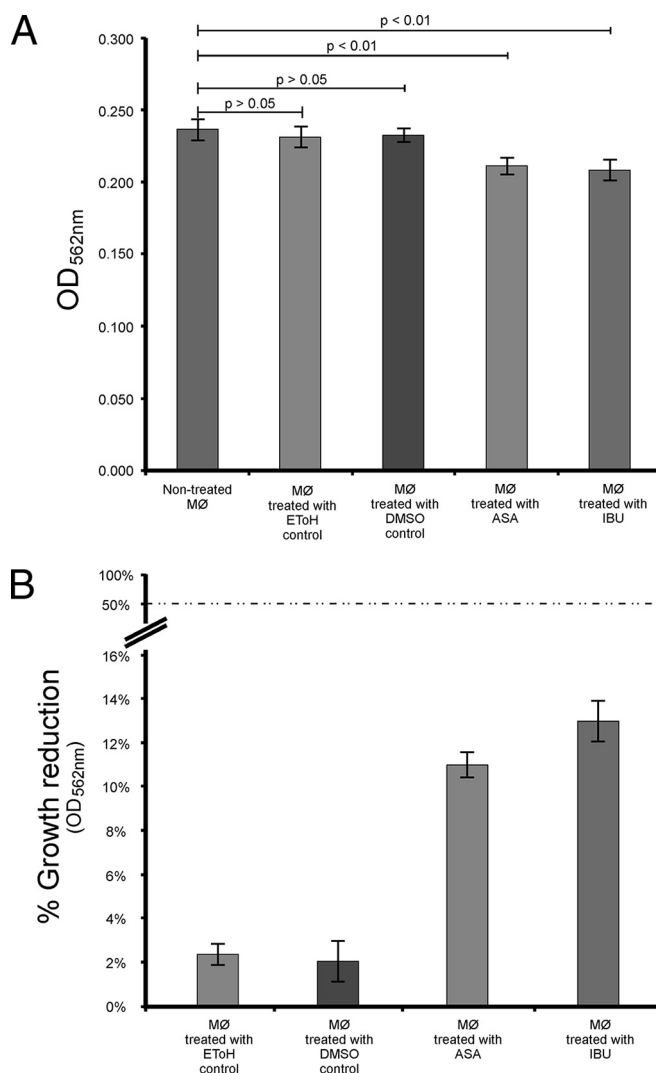 A
0.300
0.250
0.200
0.150
0.100
0.050
0.000
OD562nm
p < 0.01
p < 0.01
p > 0.05
p > 0.05
Non-treated
MØ
MØ
treated with
EToH
control
MØ
treated with
DMSO
control
MØ
treated with
ASA
MØ
treated with
IBU
B
100%
50%
16%
14%
12%
10%
8%
6%
4%
2%
0%
% Growth reduction
(OD562nm)
MØ
treated with
EToH
control
MØ
treated with
DMSO
control
MØ
treated with
ASA
MØ
treated with
IBU